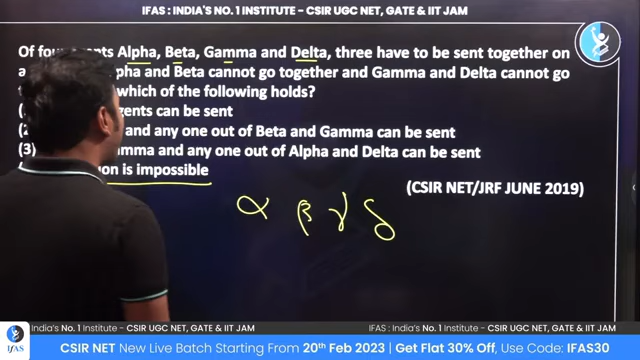 IFAS: INDIA'S NO. 1 INSTITUTE - CSIR UGC NET, GATE & IIT JAM
Of four Alpha, Beta, Gamma and Delta, three have to be sent together on
a and Beta cannot go together and Gamma and Delta cannot go
which of the following holds?
gents can be sent
(2 and any one out of Beta and Gamma can be sent
(3) mma and any one out of Alpha and Delta can be sent
on is impossible
(CSIR NET/JRF JUNE 2019)
α β γ δ
India's No. 1 Institute - CSIR UGC NET, GATE & IIT JAM
IFAS : India's No. 1 Institute - CSIR UGC NET, GATE & IIT JAM
IFAS
CSIR NET New Live Batch Starting From 20th Feb 2023 | Get Flat 30% Off, Use Code: IFAS30